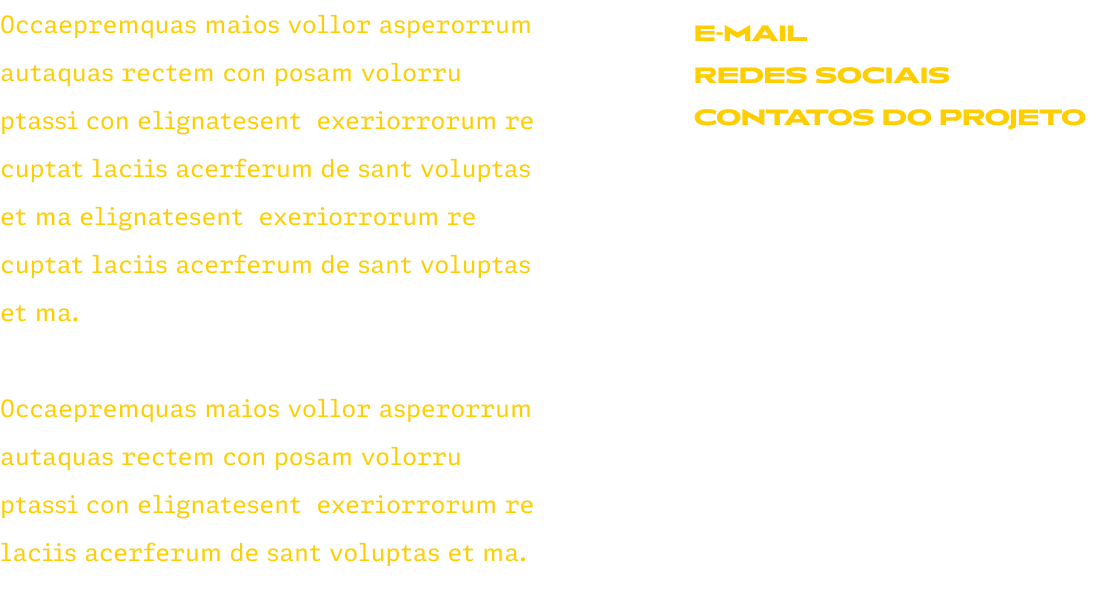 Occaepremquas maios vollor asperorrum
autaquas rectem con posam volorru
ptassi con elignatesent  exeriorrorum re
cuptat laciis acerferum de sant voluptas
et ma elignatesent  exeriorrorum re
cuptat laciis acerferum de sant voluptas
et ma.

Occaepremquas maios vollor asperorrum
autaquas rectem con posam volorru
ptassi con elignatesent  exeriorrorum re
laciis acerferum de sant voluptas et ma.

E-MAIL
REDES SOCIAIS
CONTATOS DO PROJETO